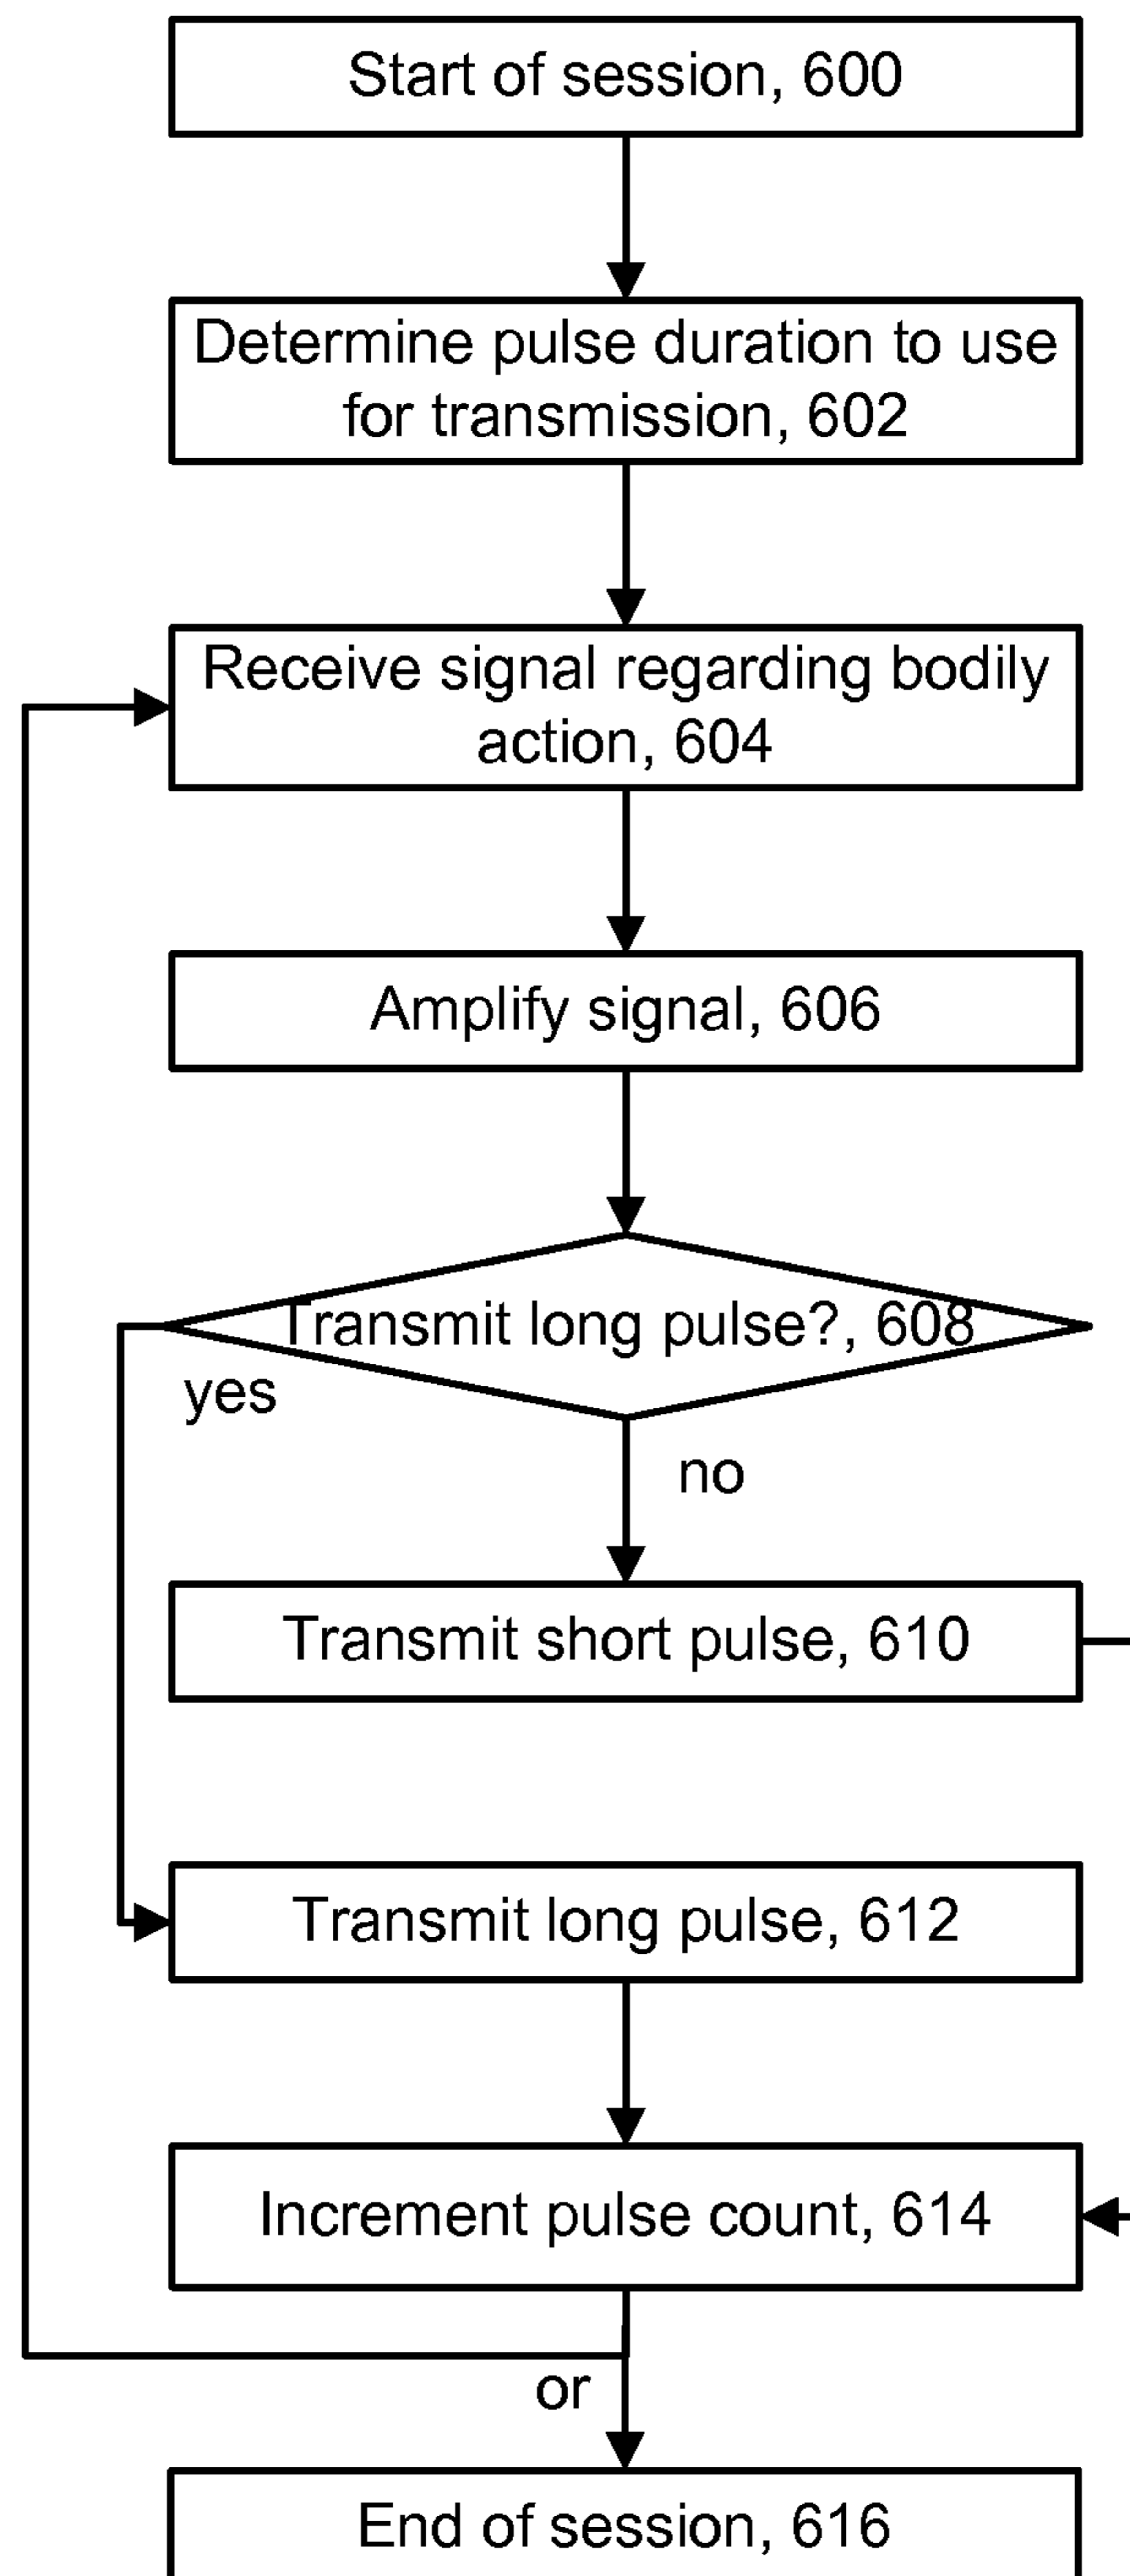 Start of session, 600
Determine pulse duration to use
for transmission, 602
Receive signal regarding bodily
action, 604
Amplify signal, 606
Transmit long pulse?, 608
yes
no
Transmit short pulse, 610
Transmit long pulse, 612
Increment pulse count, 614
or
End of session, 616